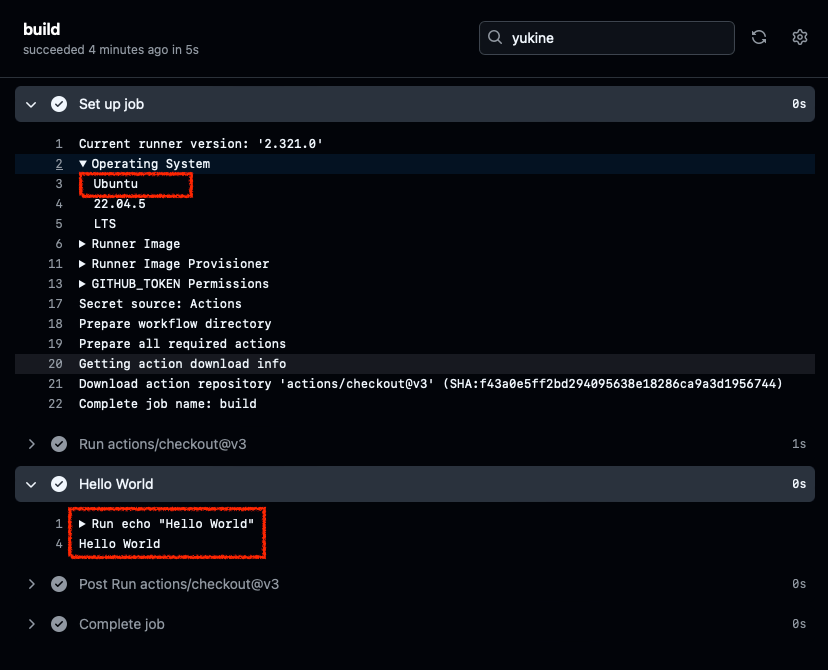 build
succeeded 4 minutes ago in 5s
yukine
Set up job 0s
1 Current runner version: '2.321.0'
2 ▼ Operating System
3 Ubuntu
4 22.04.5
5 LTS
6 ▶ Runner Image
11 ▶ Runner Image Provisioner
13 ▶ GITHUB_TOKEN Permissions
17 Secret source: Actions
18 Prepare workflow directory
19 Prepare all required actions
20 Getting action download info
21 Download action repository 'actions/checkout@v3' (SHA:f43a0e5ff2bd294095638e18286ca9a3d1956744)
22 Complete job name: build
Run actions/checkout@v3 1s
Hello World 0s
1 ▶ Run echo "Hello World"
4 Hello World
Post Run actions/checkout@v3 0s
Complete job 0s